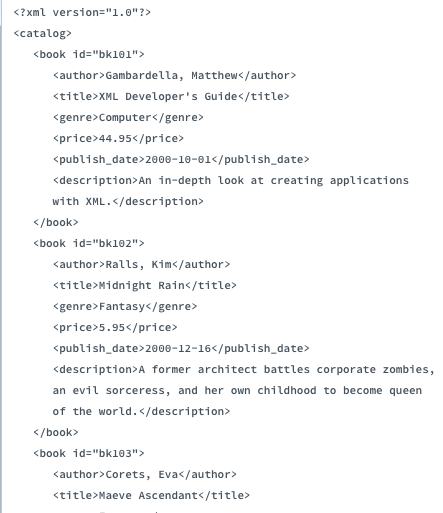 <?xml version="1.0"?>
<catalog>
<book id="bk101">
<author>Gambardella, Matthew</author>
<title>XML Developer's Guide</title>
<genre>Computer</genre>
<price>44.95</price>
<publish_date>2000-10-01</publish_date>
<description>An in-depth look at creating applications
with XML.</description>
</book>
<book id="bk102">
<author>Ralls, Kim</author>
<title>Midnight Rain</title>
<genre>Fantasy</genre>
<price>5.95</price>
<publish_date>2000-12-16</publish_date>
<description>A former architect battles corporate zombies,
an evil sorceress, and her own childhood to become queen
of the world.</description>
</book>
<book id="bk103">
<author>Corets, Eva</author>
<title>Maeve Ascendant</title>